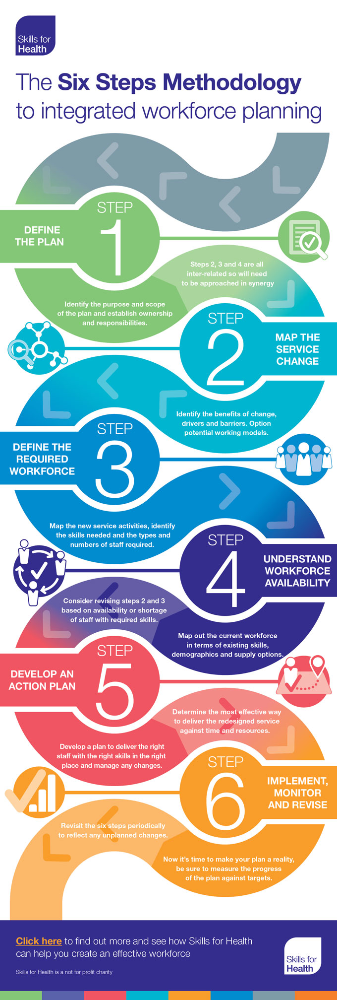 Skills for
Health
The Six Steps Methodology
to integrated workforce planning
STEP
1
DEFINE
THE PLAN
Identify the purpose and scope
of the plan and establish ownership
and responsibilities.
Steps 2, 3 and 4 are all
inter-related so will need
to be approached in synergy
STEP
2
MAP THE
SERVICE
CHANGE
Identify the benefits of change,
drivers and barriers. Option
potential working models.
STEP
3
DEFINE THE
REQUIRED
WORKFORCE
Map the new service activities, identify
the skills needed and the types and
numbers of staff required.
STEP
4
UNDERSTAND
WORKFORCE
AVAILABILITY
Consider revising steps 2 and 3
based on availability or shortage
of staff with required skills.
Map out the current workforce
in terms of existing skills,
demographics and supply options.
STEP
5
DEVELOP AN
ACTION PLAN
Determine the most effective way
to deliver the redesigned service
against time and resources.
Develop a plan to deliver the right
staff with the right skills in the right
place and manage any changes.
STEP
6
IMPLEMENT,
MONITOR
AND REVISE
Revisit the six steps periodically
to reflect any unplanned changes.
Now it's time to make your plan a reality,
be sure to measure the progress
of the plan against targets.
Click here to find out more and see how Skills for Health
can help you create an effective workforce
Skills for Health is a not for profit charity
Skills for
Health